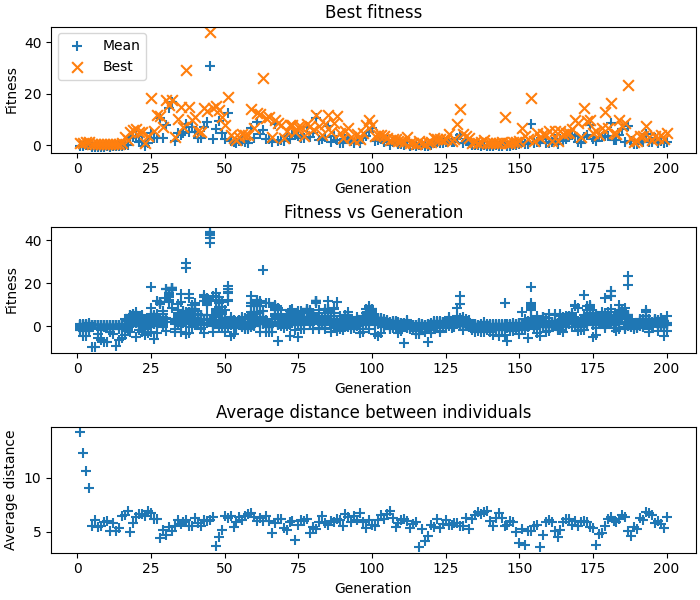 Best fitness
40
20
0
Fitness
Mean
Best
0 25 50 75 100 125 150 175 200
Generation
Fitness vs Generation
40
20
0
Fitness
0 25 50 75 100 125 150 175 200
Generation
Average distance between individuals
10
5
Average distance
0 25 50 75 100 125 150 175 200
Generation